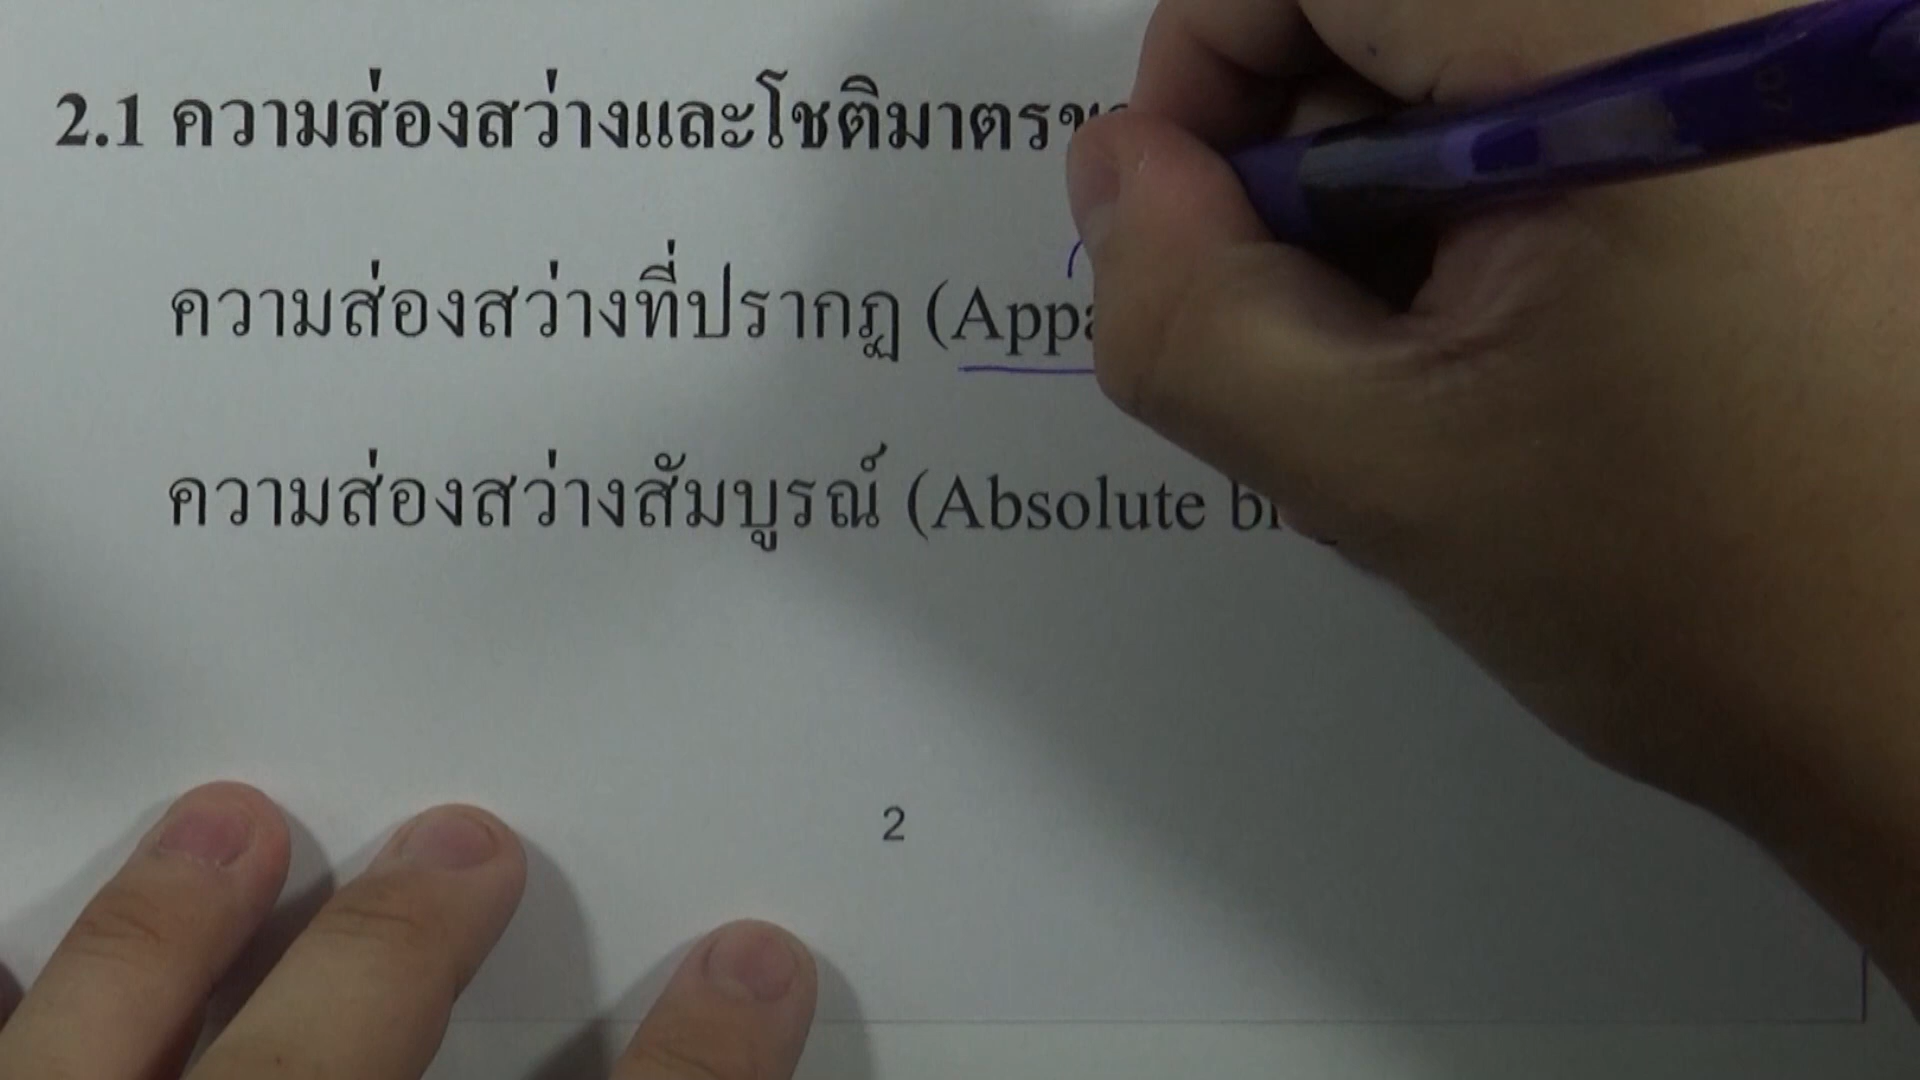 2.1 ความส่องสว่างและโชติมาตร
ความส่องสว่างที่ปรากฏ (App
ความส่องสว่างสัมบูรณ์ (Absolute
2